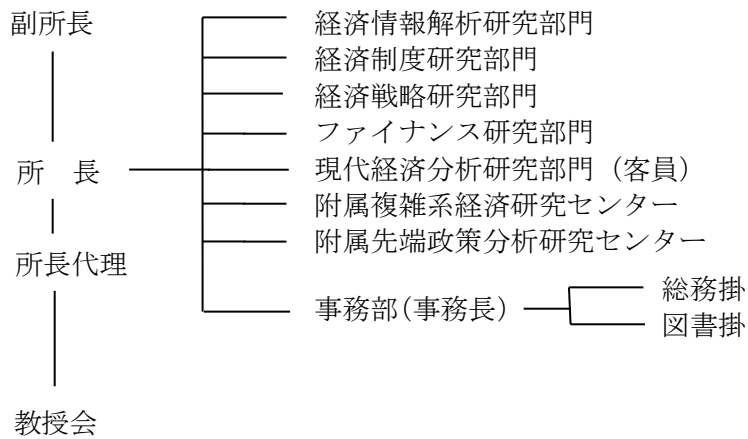 副所長
経済情報解析研究部門
経済制度研究部門
経済戦略研究部門
ファイナンス研究部門
所　長
現代経済分析研究部門（客員）
附属複雑系経済研究センター
附属先端政策分析研究センター
所長代理
事務部(事務長)
総務掛
図書掛
教授会